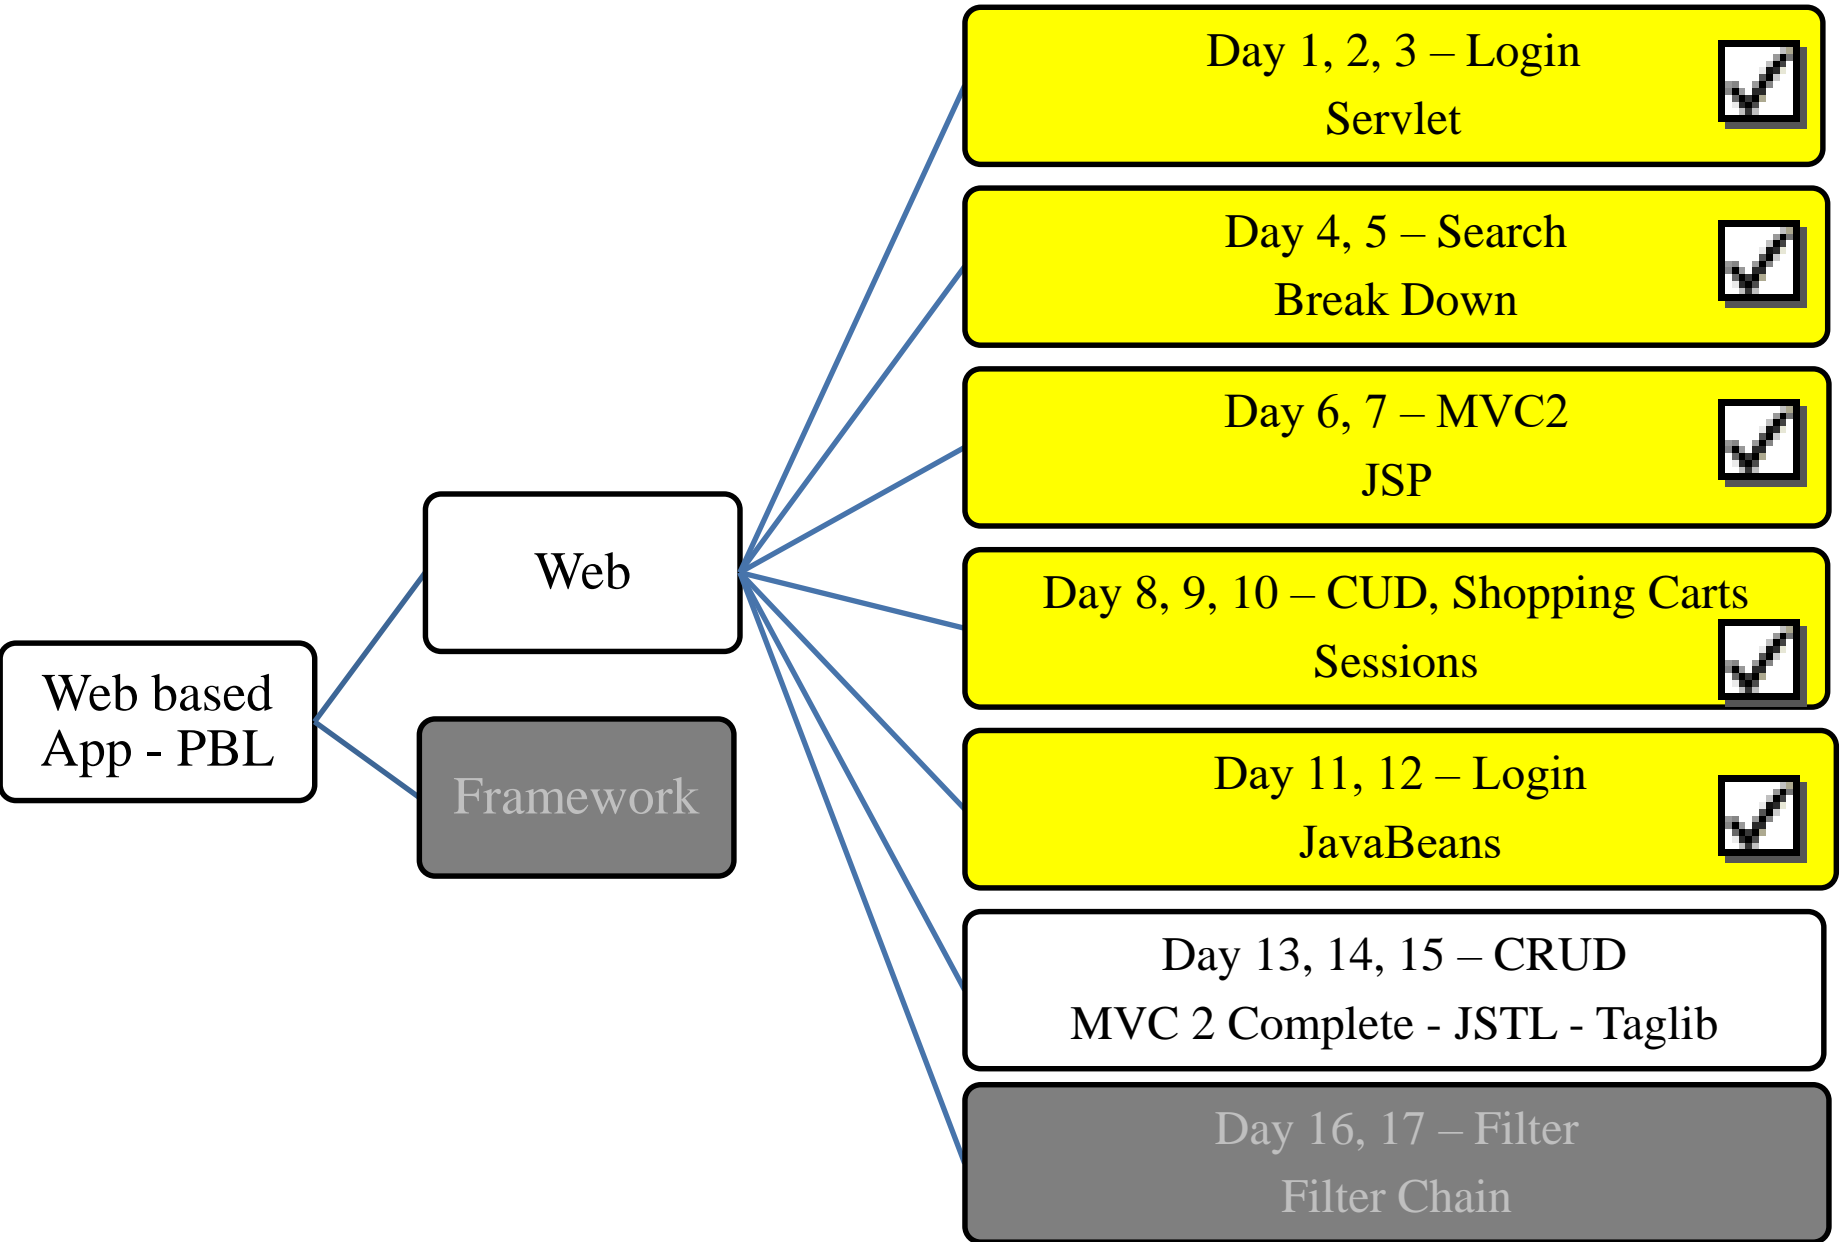 Web based
App - PBL
Web
Framework
Day 1, 2, 3 – Login
Servlet
Day 4, 5 – Search
Break Down
Day 6, 7 – MVC2
JSP
Day 8, 9, 10 – CUD, Shopping Carts
Sessions
Day 11, 12 – Login
JavaBeans
Day 13, 14, 15 – CRUD
MVC 2 Complete - JSTL - Taglib
Day 16, 17 – Filter
Filter Chain